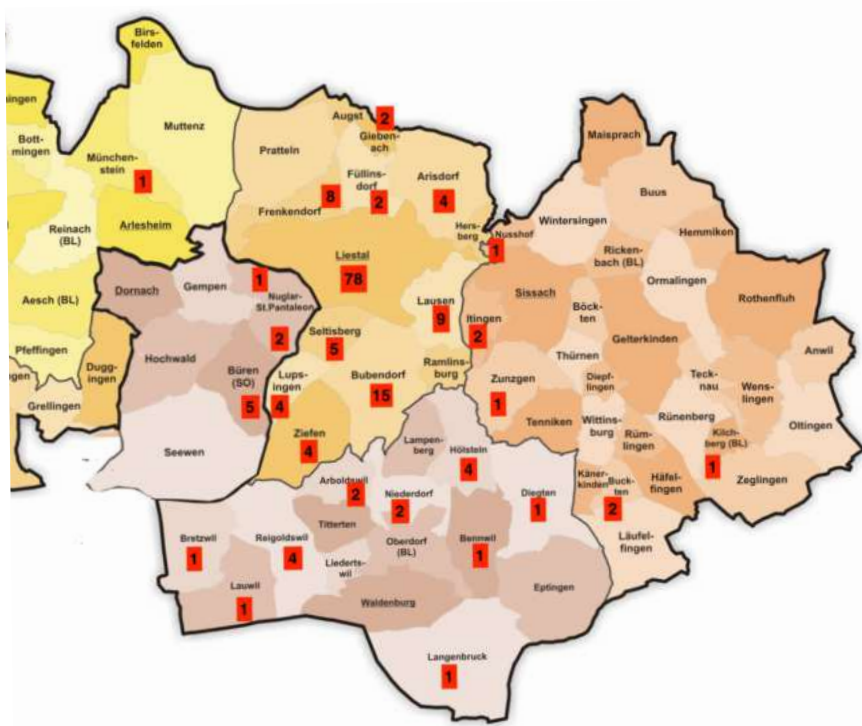 Birs-
felden
ningen
Bott-
mingen
Muttenz
München-
stein
1
Reinach
(BL)
Arlesheim
Aesch (BL)
Pfeffingen
Dugg-
ingen
Grellingen
Augst
2
Giebe-
nach
Pratteln
Füllins-
dorf
2
Arisdorf
4
8
Frenkendorf
Hers-
berg
Nusshof
1
Liestal
78
Lausen
9
Seltisberg
5
Bubendorf
15
Ramlins-
burg
Lups-
ingen
4
Ziefen
4
Dornach
Gempen
1
Nuglar-
St.Pantaleon
2
Hochwald
Büren
(SO)
5
Seewen
Maisprach
Buus
Wintersingen
Hemmiken
Ricken-
bach (BL)
Ormalingen
Rothenfluh
Sissach
Böck-
ten
Gelterkinden
Itingen
2
Thürnen
Anwil
Diepf-
lingen
Teck-
nau
Wens-
lingen
Zunzgen
1
Tenniken
Wittins-
burg
Rünenberg
Oltingen
Rüm-
lingen
Kilch-
berg (BL)
1
Zeglingen
Käner-
kinden
Buck-
ten
2
Häfel-
fingen
Läufel-
fingen
Lampen-
berg
Hölstein
4
Arboldswil
2
Niederdorf
2
Diegten
1
Titterten
Bretzwil
1
Reigoldswil
4
Oberdorf
(BL)
Bennwil
1
Liederts-
wil
Lauwil
1
Waldenburg
Eptingen
Langenbruck
1